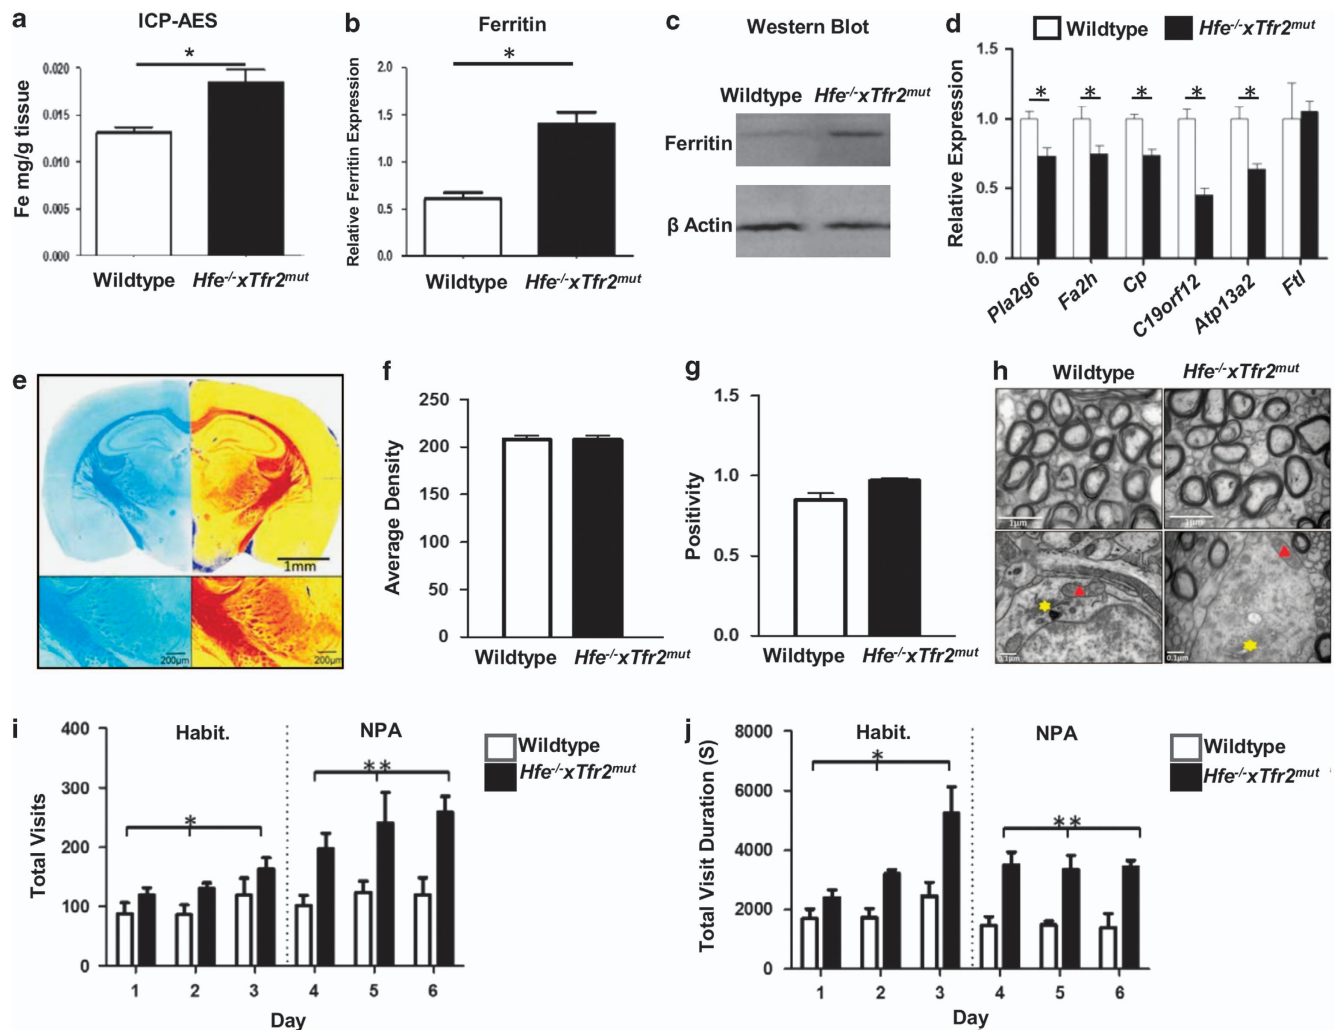 a
ICP-AES
*
Fe mg/g tissue
0.020
0.015
0.010
0.005
0.000
Wildtype Hfe-/-xTfr2mut
b
Ferritin
*
Relative Ferritin Expression
2.0
1.5
1.0
0.5
0.0
Wildtype Hfe-/-xTfr2mut
c
Western Blot
Wildtype Hfe-/-xTfr2mut
Ferritin
β Actin
d
Wildtype Hfe-/-xTfr2mut
Relative Expression
1.5
1.0
0.5
0.0
* * * * *
Pla2g6 Fa2h Cp C19orf12 Atp13a2 Ftl
e
1mm
200µm 200µm
f
Average Density
250
200
150
100
50
0
Wildtype Hfe-/-xTfr2mut
g
Positivity
1.5
1.0
0.5
0.0
Wildtype Hfe-/-xTfr2mut
h
Wildtype Hfe-/-xTfr2mut
1µm 1µm
0.1µm 0.1µm
i
Total Visits
400
300
200
100
0
Habit. NPA
* **
1 2 3 4 5 6
Day
Wildtype
Hfe-/-xTfr2mut
j
Total Visit Duration (S)
8000
6000
4000
2000
0
Habit. NPA
* **
1 2 3 4 5 6
Day
Wildtype
Hfe-/-xTfr2mut